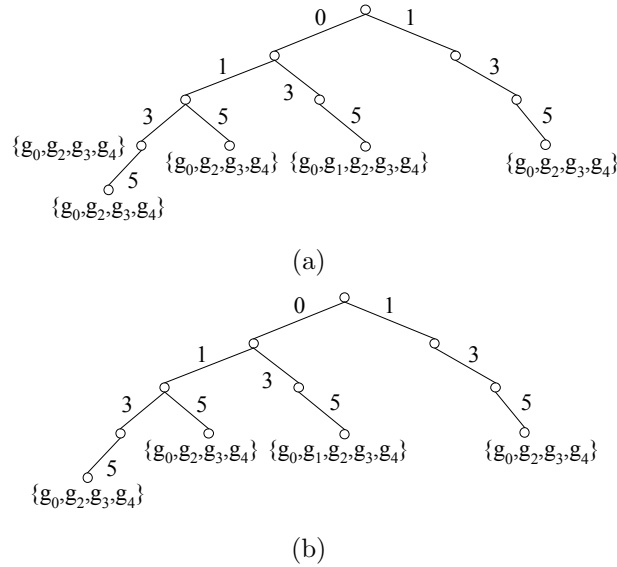 0 1
1 3 3
3 5 5 5
{g₀,g₂,g₃,g₄} {g₀,g₂,g₃,g₄} {g₀,g₁,g₂,g₃,g₄} {g₀,g₂,g₃,g₄}
5
{g₀,g₂,g₃,g₄}
(a)
0 1
1 3 3
3 5 5 5
{g₀,g₂,g₃,g₄} {g₀,g₁,g₂,g₃,g₄} {g₀,g₂,g₃,g₄}
5
{g₀,g₂,g₃,g₄}
(b)